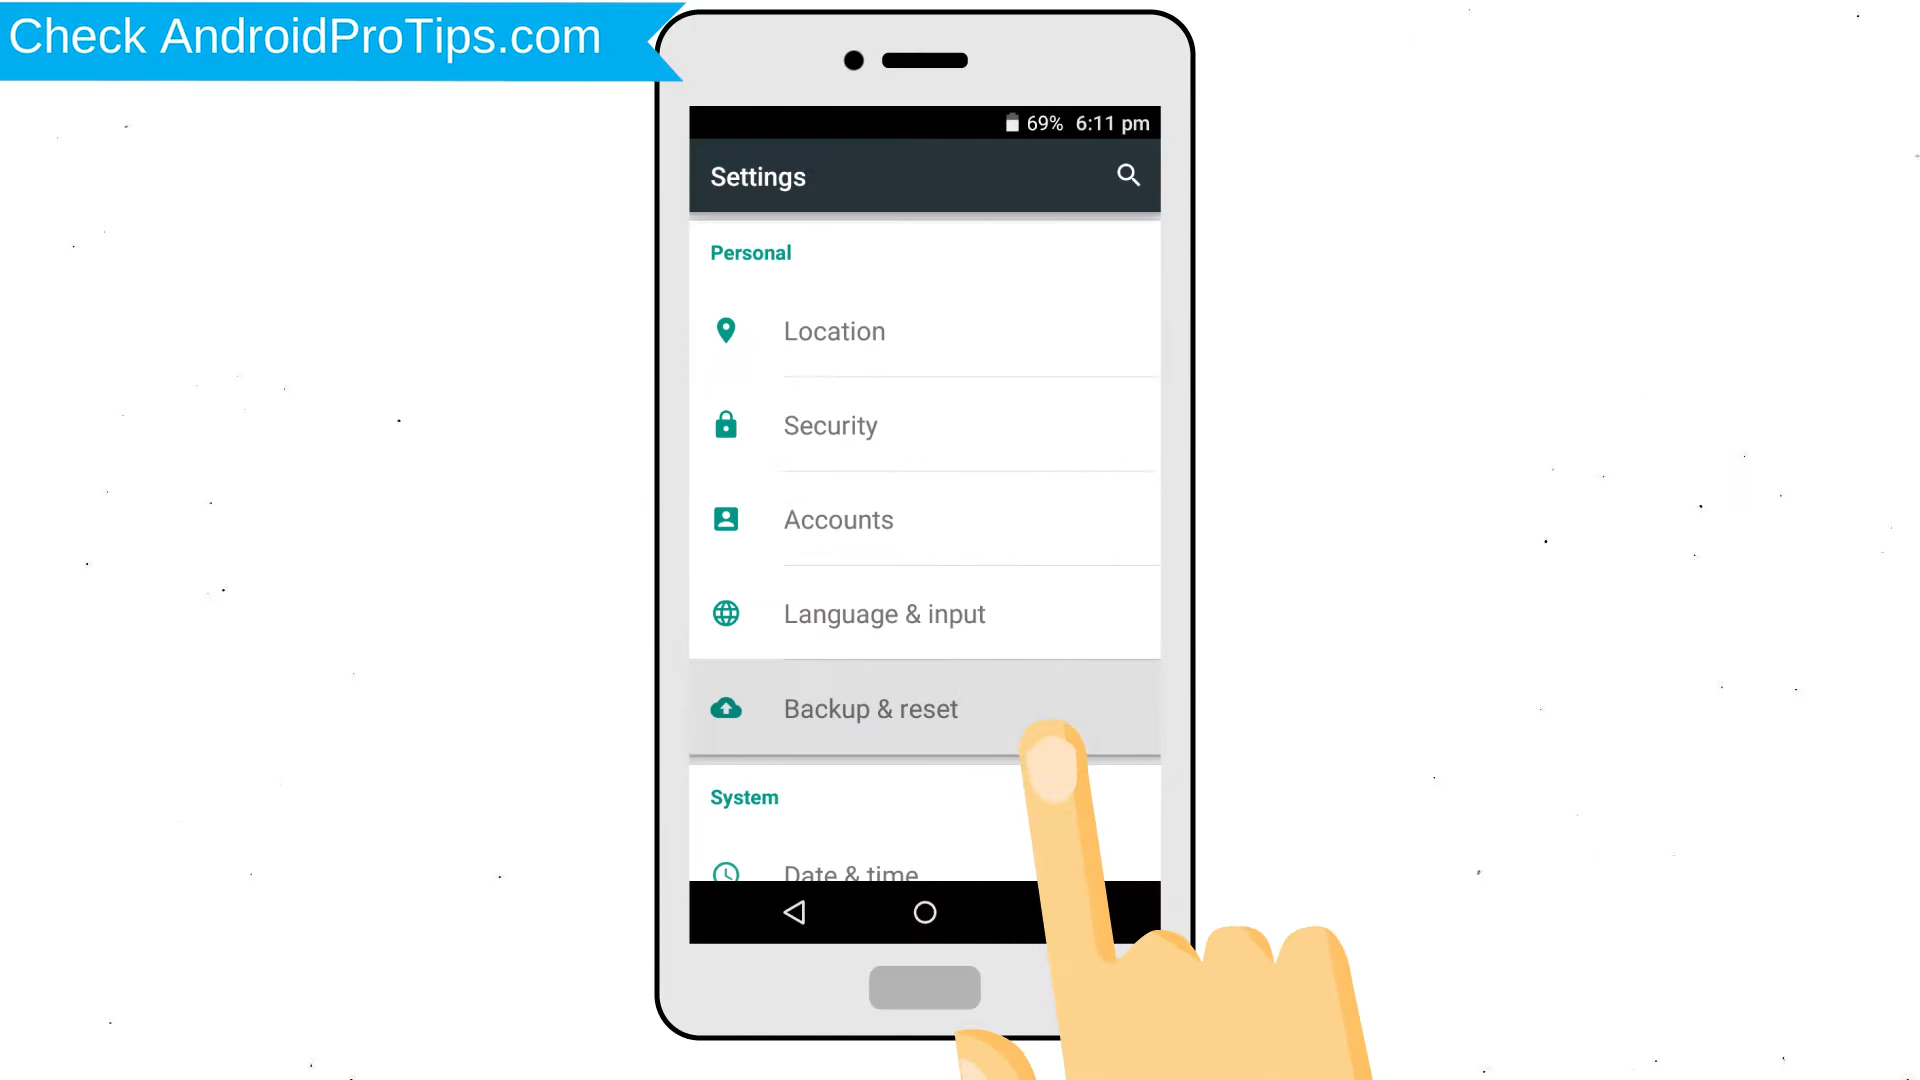 Check AndroidProTips.com
69% 6:11 pm
Settings
Personal
Location
Security
Accounts
Language & input
Backup & reset
System
Date & time